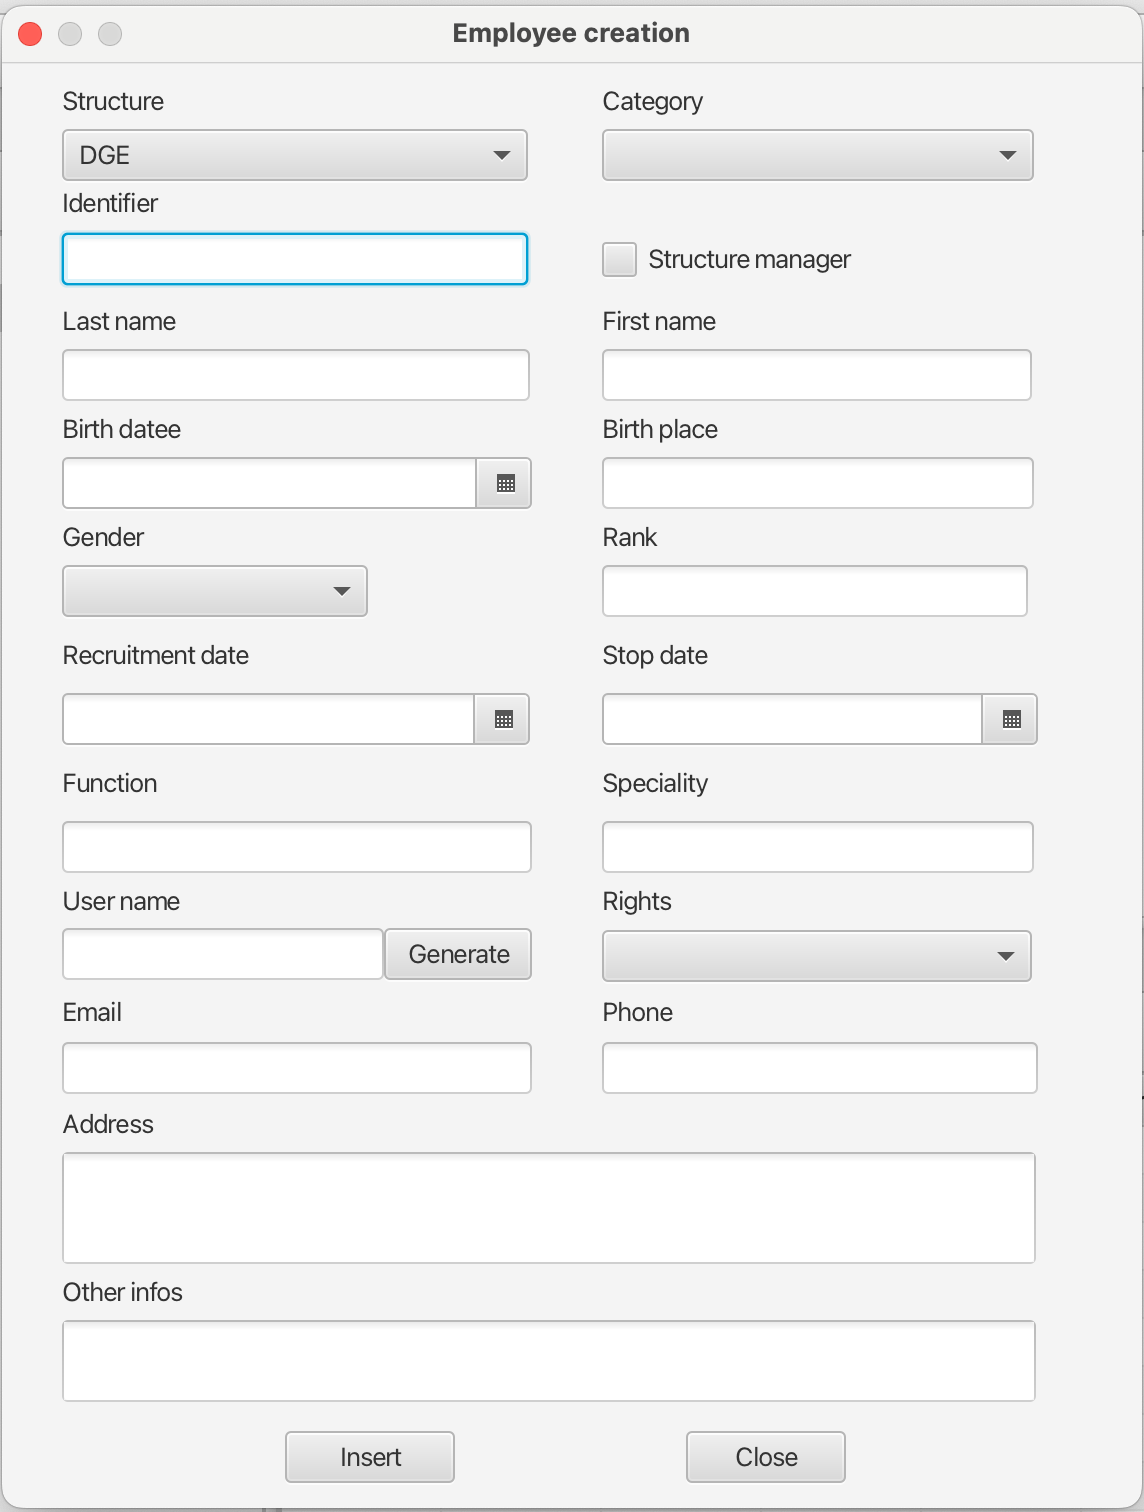 Employee creation
Structure
Category
DGE
Identifier
Structure manager
Last name
First name
Birth datee
Birth place
Gender
Rank
Recruitment date
Stop date
Function
Speciality
User name
Rights
Generate
Email
Phone
Address
Other infos
Insert
Close